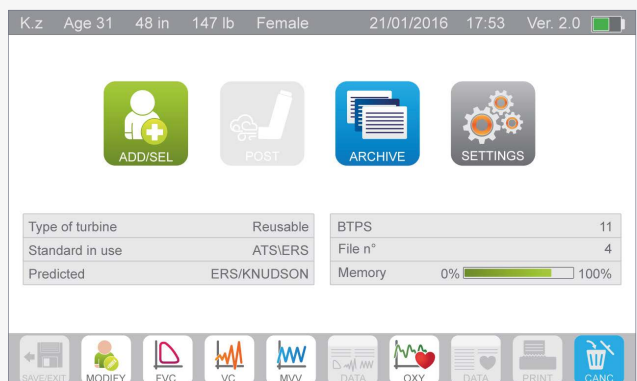 K.z Age 31 48 in 147 lb Female 21/01/2016 17:53 Ver. 2.0
ADD/SEL POST ARCHIVE SETTINGS
Type of turbine Reusable BTPS 11
Standard in use ATS\ERS File n° 4
Predicted ERS/KNUDSON Memory 0% 100%
SAVE/EXIT MODIFY FVC VC MVV DATA OXY DATA PRINT CANC